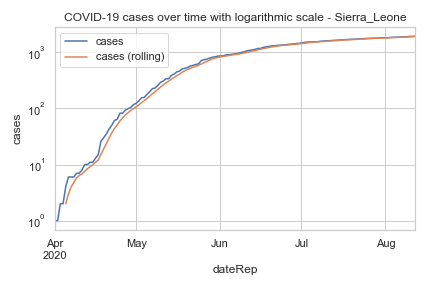 COVID-19 cases over time with logarithmic scale - Sierra_Leone
cases
cases (rolling)
10³
10²
10¹
10⁰
cases
Apr May Jun Jul Aug
2020
dateRep